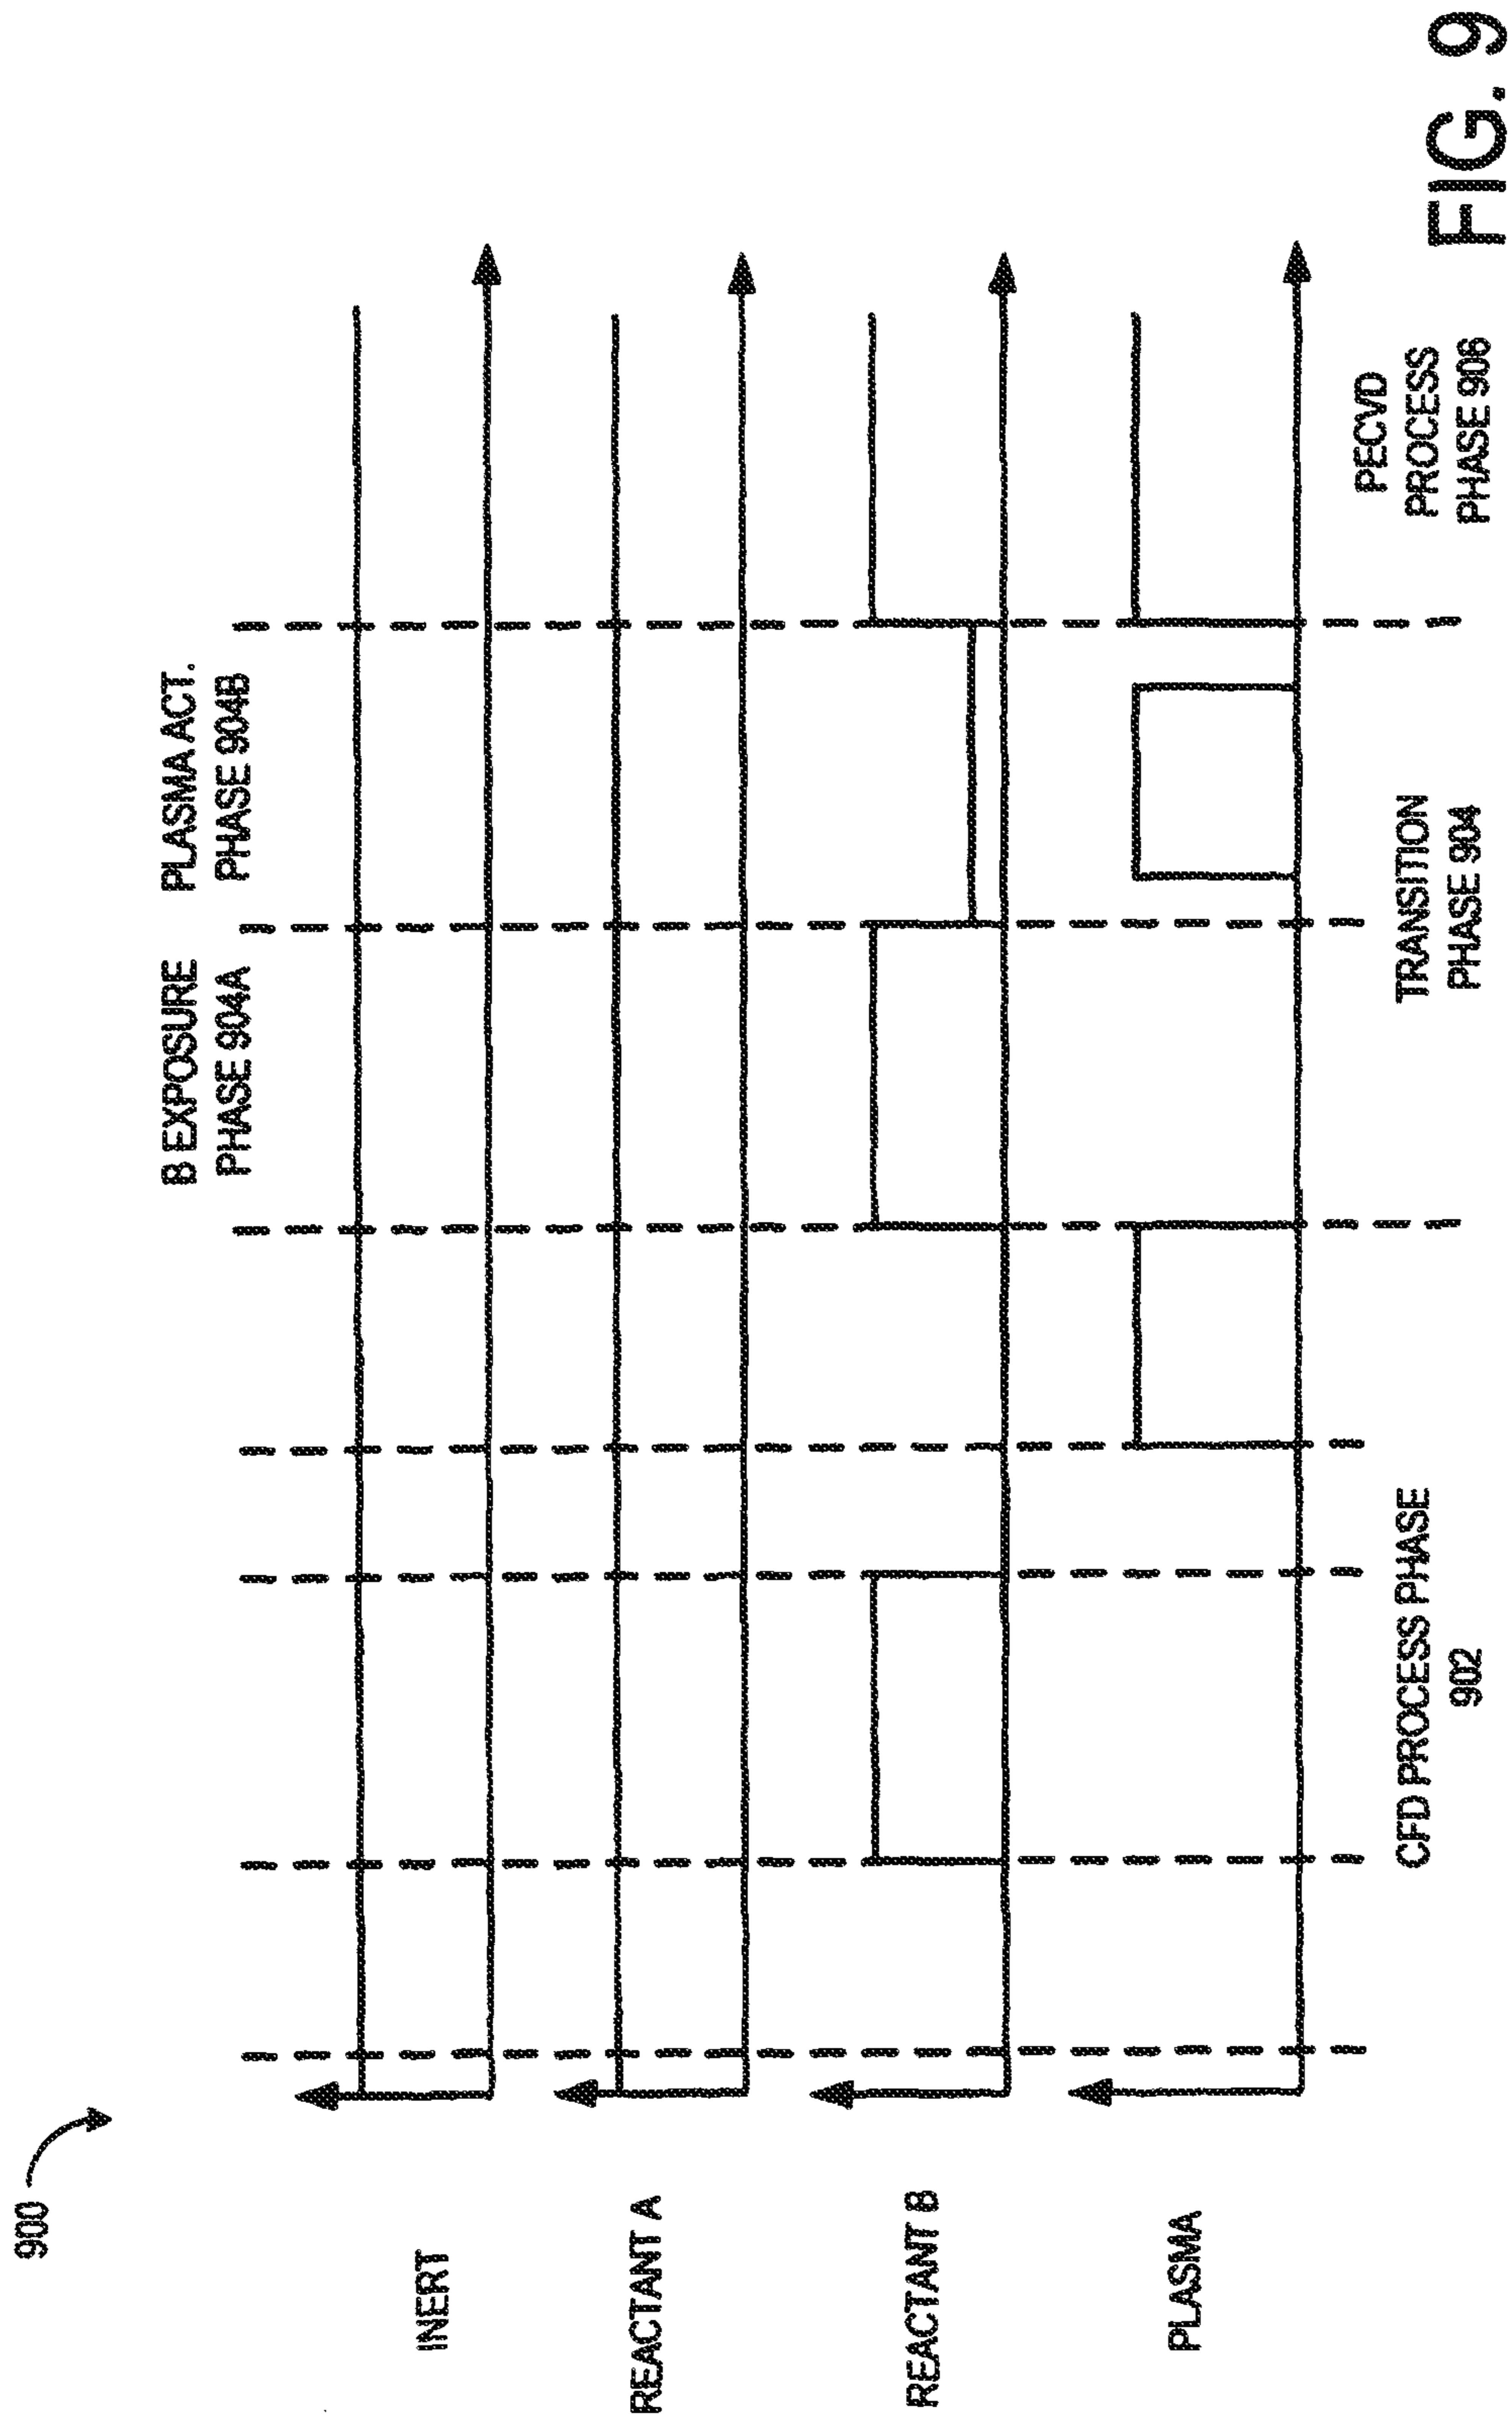 900
B EXPOSURE
PHASE 904A
PLASMA ACT.
PHASE 904B
INERT
REACTANT A
REACTANT B
PLASMA
CFD PROCESS PHASE
902
TRANSITION
PHASE 904
PECVD
PROCESS
PHASE 906
FIG. 9